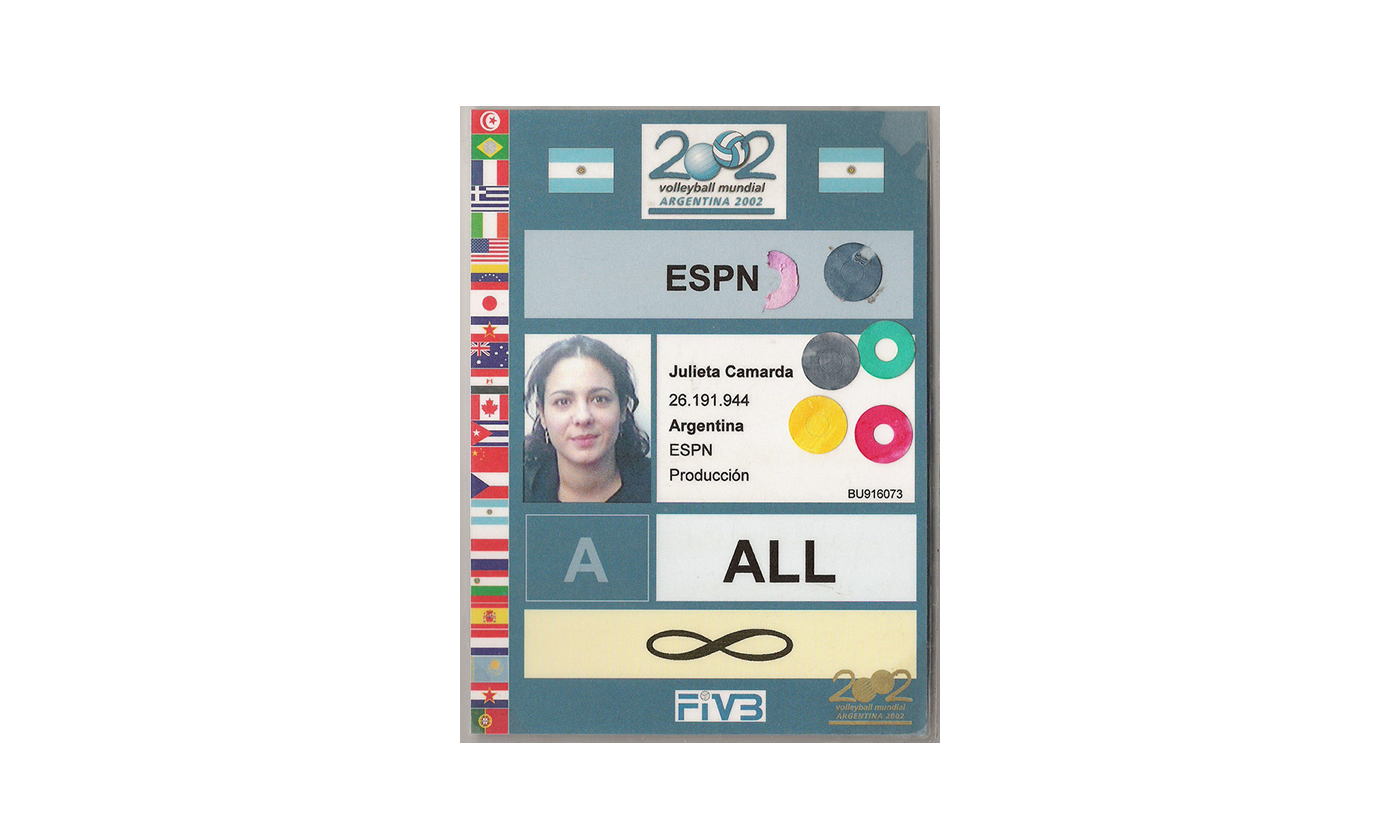 2002
volleyball mundial
ARGENTINA 2002
ESPN
Julieta Camarda
26.191.944
Argentina
ESPN
Producción
BU916073
A
ALL
FIVB
2002
volleyball mundial
ARGENTINA 2002